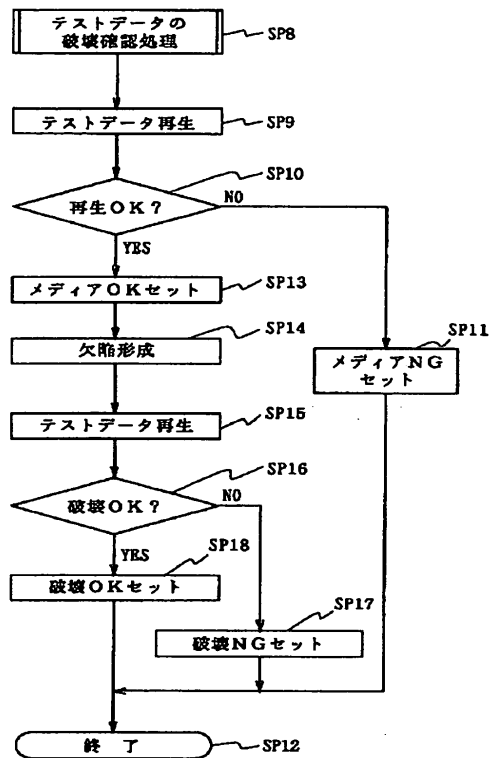 テストデータの
破壊確認処理
SP8
テストデータ再生
SP9
再生OK?
SP10
NO
YES
メディアOKセット
SP13
欠陥形成
SP14
メディアNG
セット
SP11
テストデータ再生
SP15
破壊OK?
SP16
NO
YES
破壊OKセット
SP18
破壊NGセット
SP17
終了
SP12